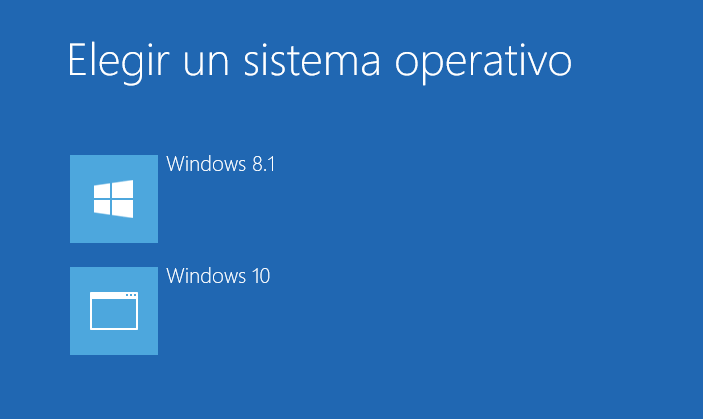 Elegir un sistema operativo
Windows 8.1
Windows 10